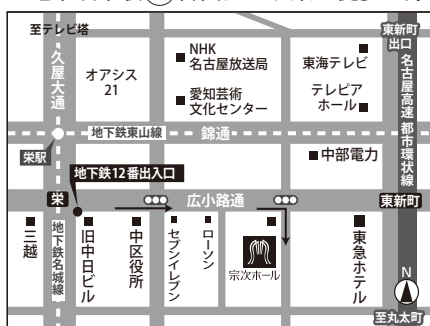 至テレビ塔
東新町
出口
久屋大通
オアシス
21
NHK
名古屋放送局
愛知芸術
文化センター
東海テレビ
テレピア
ホール
名古屋高速 都市環状線
地下鉄東山線
錦通
栄駅
中部電力
地下鉄12番出入口
栄
広小路通
東新町
三越
地下鉄名城線
旧中日ビル
中区役所
セブンイレブン
ローソン
宗次ホール
東急ホテル
N
至丸太町